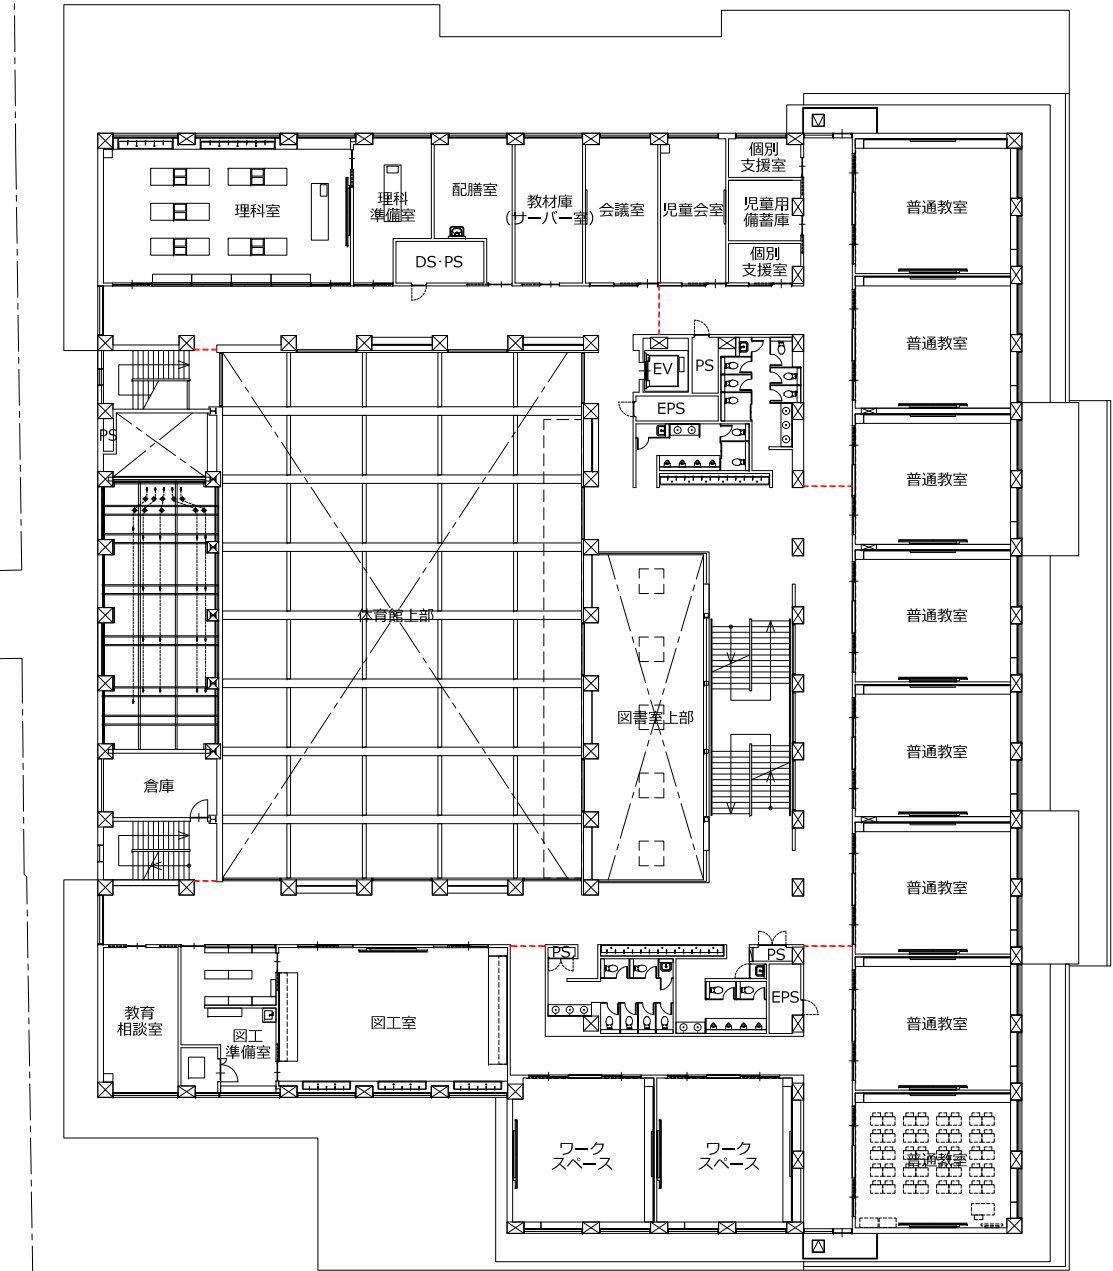 理科室
理科
準備室
配膳室
DS·PS
教材庫
(サーバー室)
会議室
児童会室
個別
支援室
児童用
備蓄庫
個別
支援室
普通教室
普通教室
EV
PS
EPS
PS
普通教室
体育館上部
普通教室
図書室上部
普通教室
倉庫
普通教室
PS
PS
EPS
教育
相談室
図工
準備室
図工室
普通教室
ワーク
スペース
ワーク
スペース
普通教室